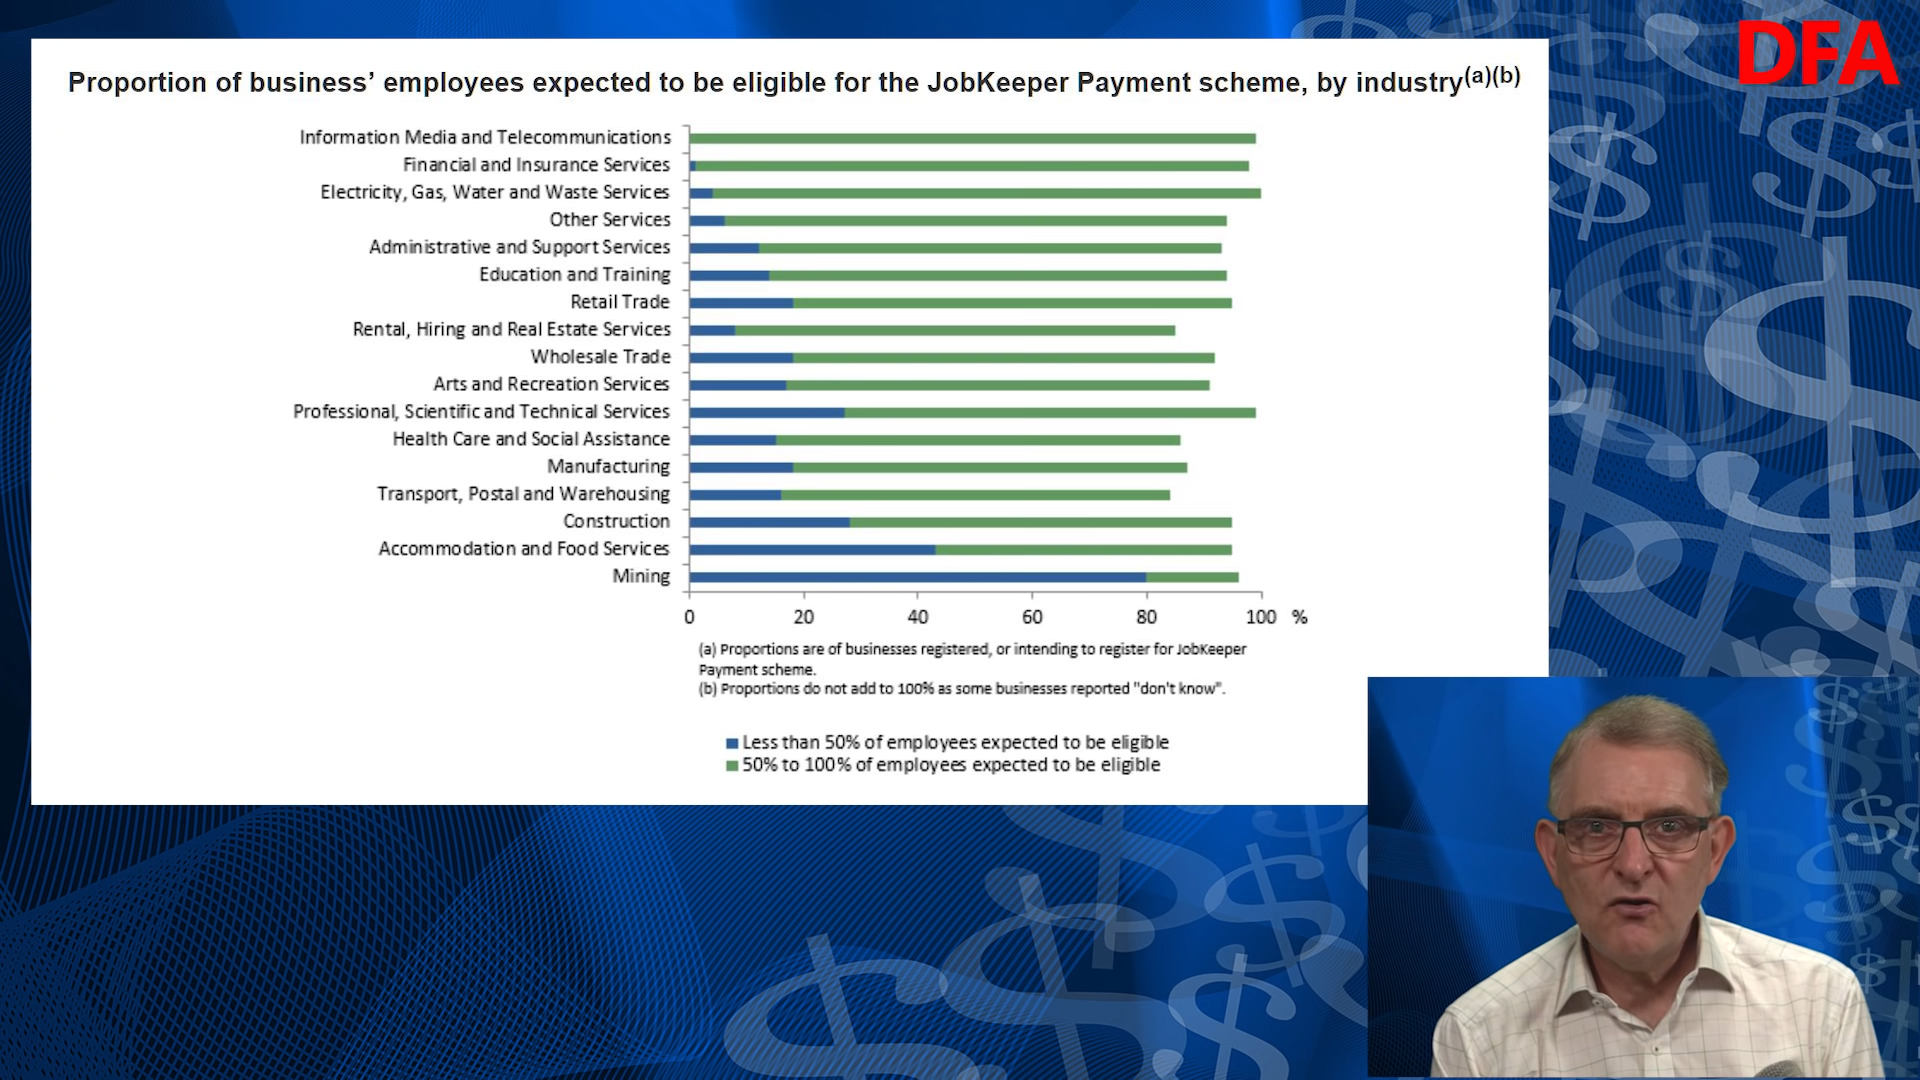 DFA
Proportion of business’ employees expected to be eligible for the JobKeeper Payment scheme, by industry(a)(b)
Information Media and Telecommunications
Financial and Insurance Services
Electricity, Gas, Water and Waste Services
Other Services
Administrative and Support Services
Education and Training
Retail Trade
Rental, Hiring and Real Estate Services
Wholesale Trade
Arts and Recreation Services
Professional, Scientific and Technical Services
Health Care and Social Assistance
Manufacturing
Transport, Postal and Warehousing
Construction
Accommodation and Food Services
Mining
0 20 40 60 80 100 %
(a) Proportions are of businesses registered, or intending to register for JobKeeper
Payment scheme.
(b) Proportions do not add to 100% as some businesses reported "don't know".
Less than 50% of employees expected to be eligible
50% to 100% of employees expected to be eligible